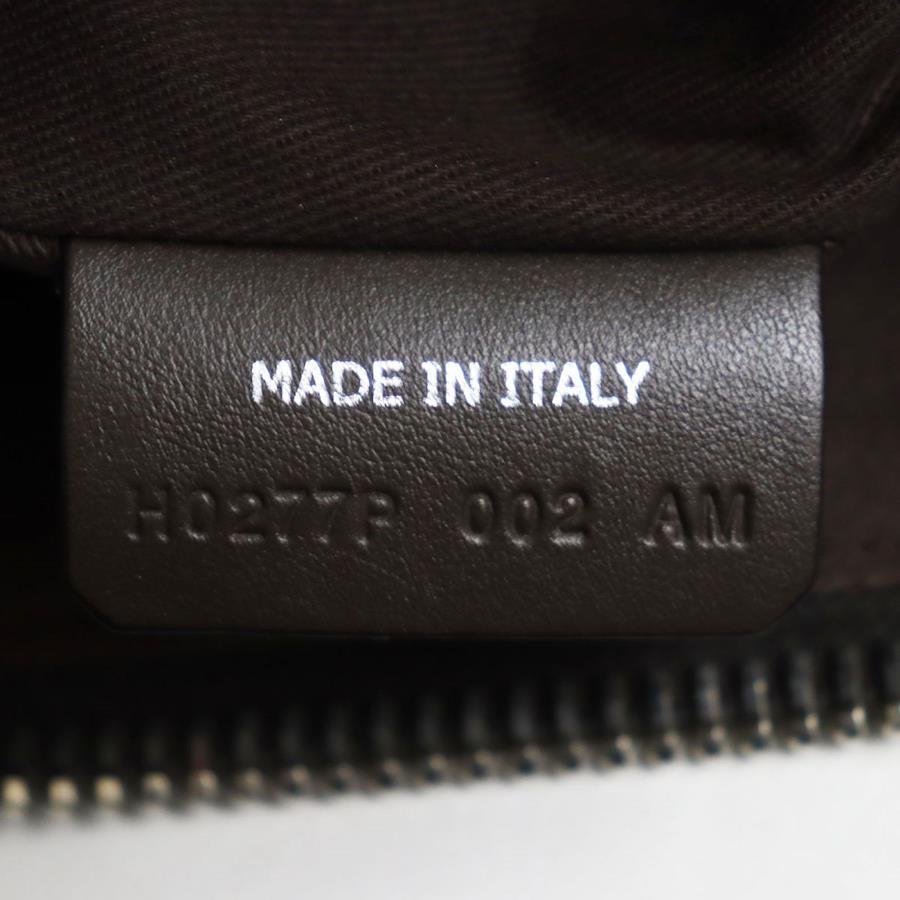 MADE IN ITALY
H0277P 002 AM